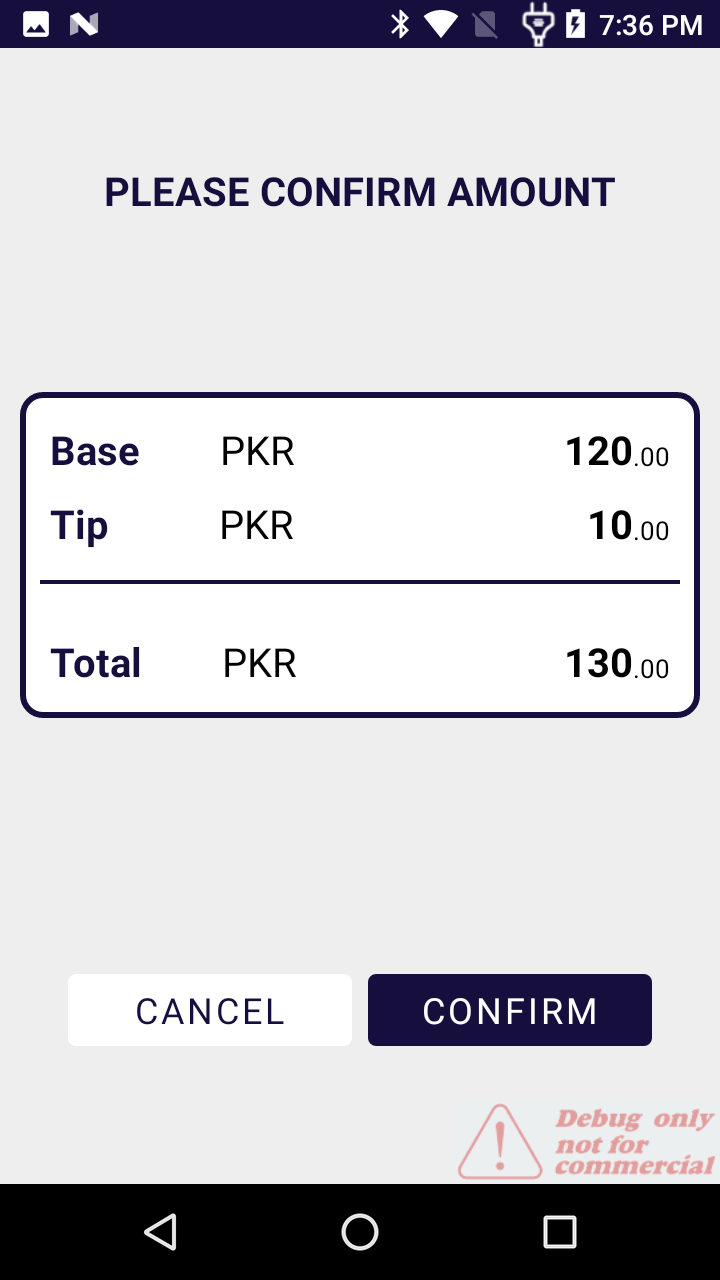 7:36 PM
PLEASE CONFIRM AMOUNT
Base PKR 120.00
Tip PKR 10.00
Total PKR 130.00
CANCEL CONFIRM
Debug only
not for
commercial